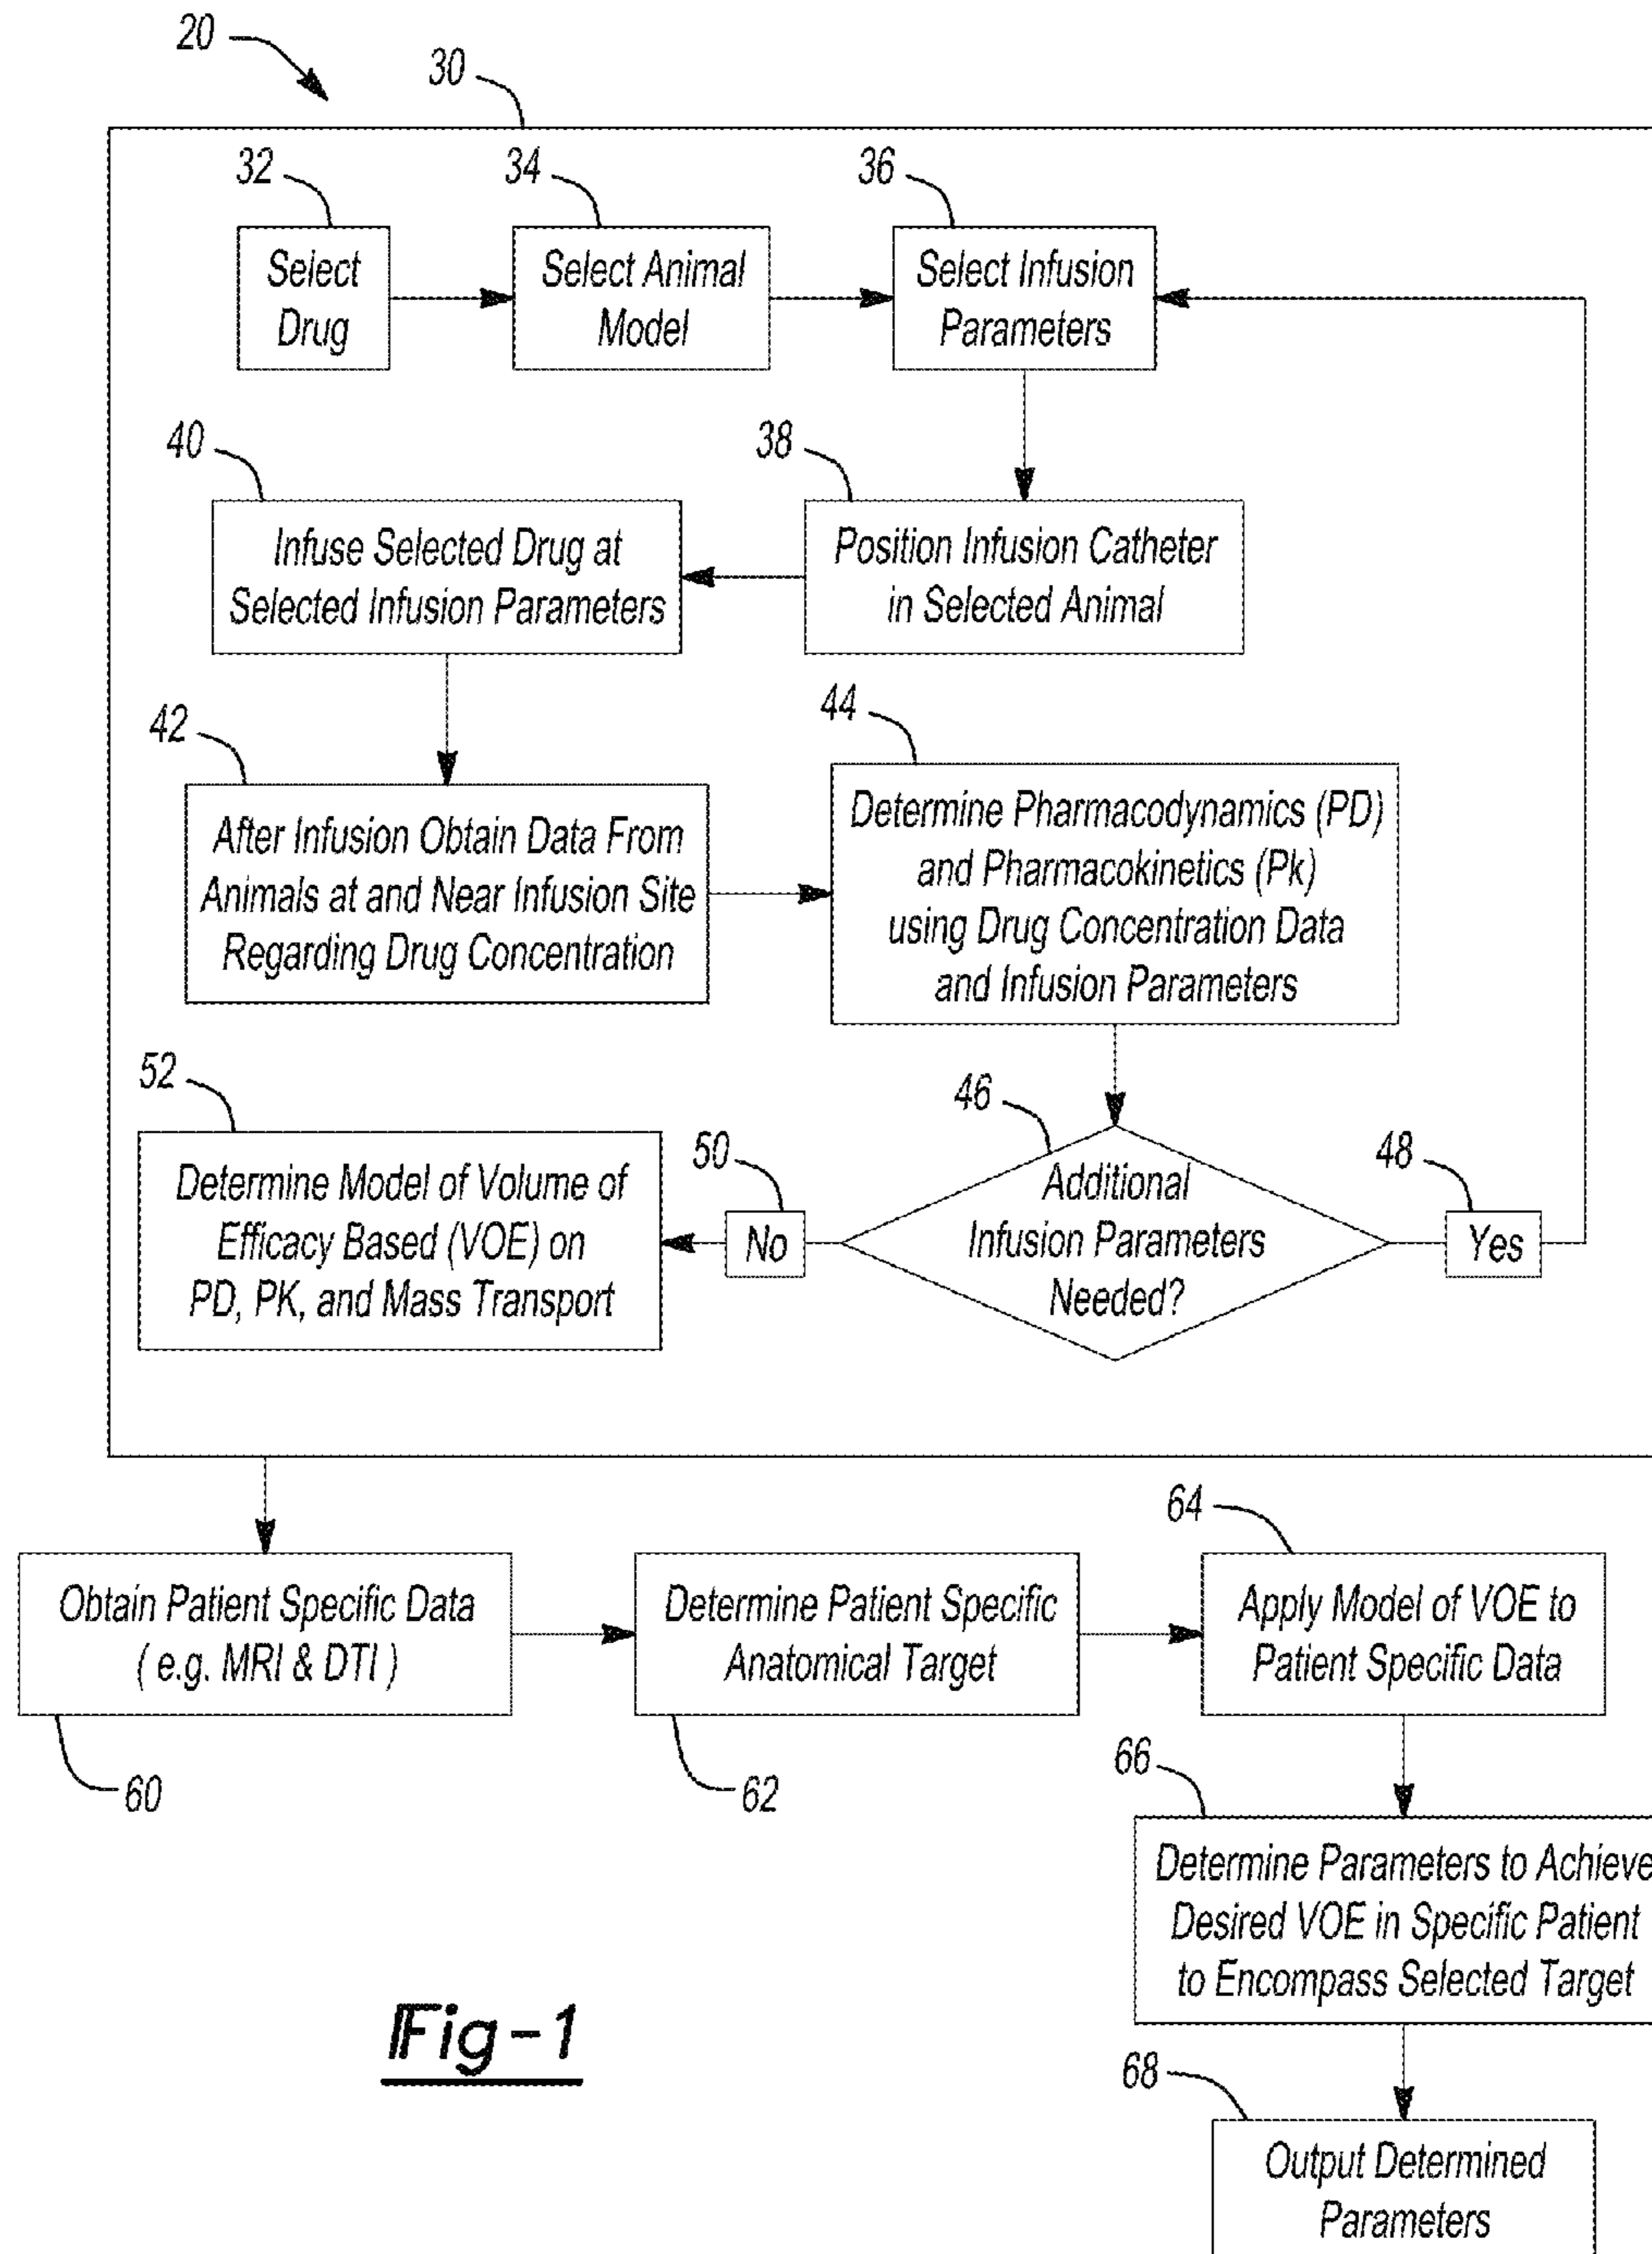 20
30
32
34
36
Select
Drug
Select Animal
Model
Select Infusion
Parameters
40
38
Infuse Selected Drug at
Selected Infusion Parameters
Position Infusion Catheter
in Selected Animal
42
44
After Infusion Obtain Data From
Animals at and Near Infusion Site
Regarding Drug Concentration
Determine Pharmacodynamics (PD)
and Pharmacokinetics (Pk)
using Drug Concentration Data
and Infusion Parameters
52
46
50
48
Determine Model of Volume of
Efficacy Based (VOE) on
PD, PK, and Mass Transport
No
Additional
Infusion Parameters
Needed?
Yes
64
Obtain Patient Specific Data
( e.g. MRI & DTI )
Determine Patient Specific
Anatomical Target
Apply Model of VOE to
Patient Specific Data
60
62
66
Determine Parameters to Achieve
Desired VOE in Specific Patient
to Encompass Selected Target
Fig-1
68
Output Determined
Parameters